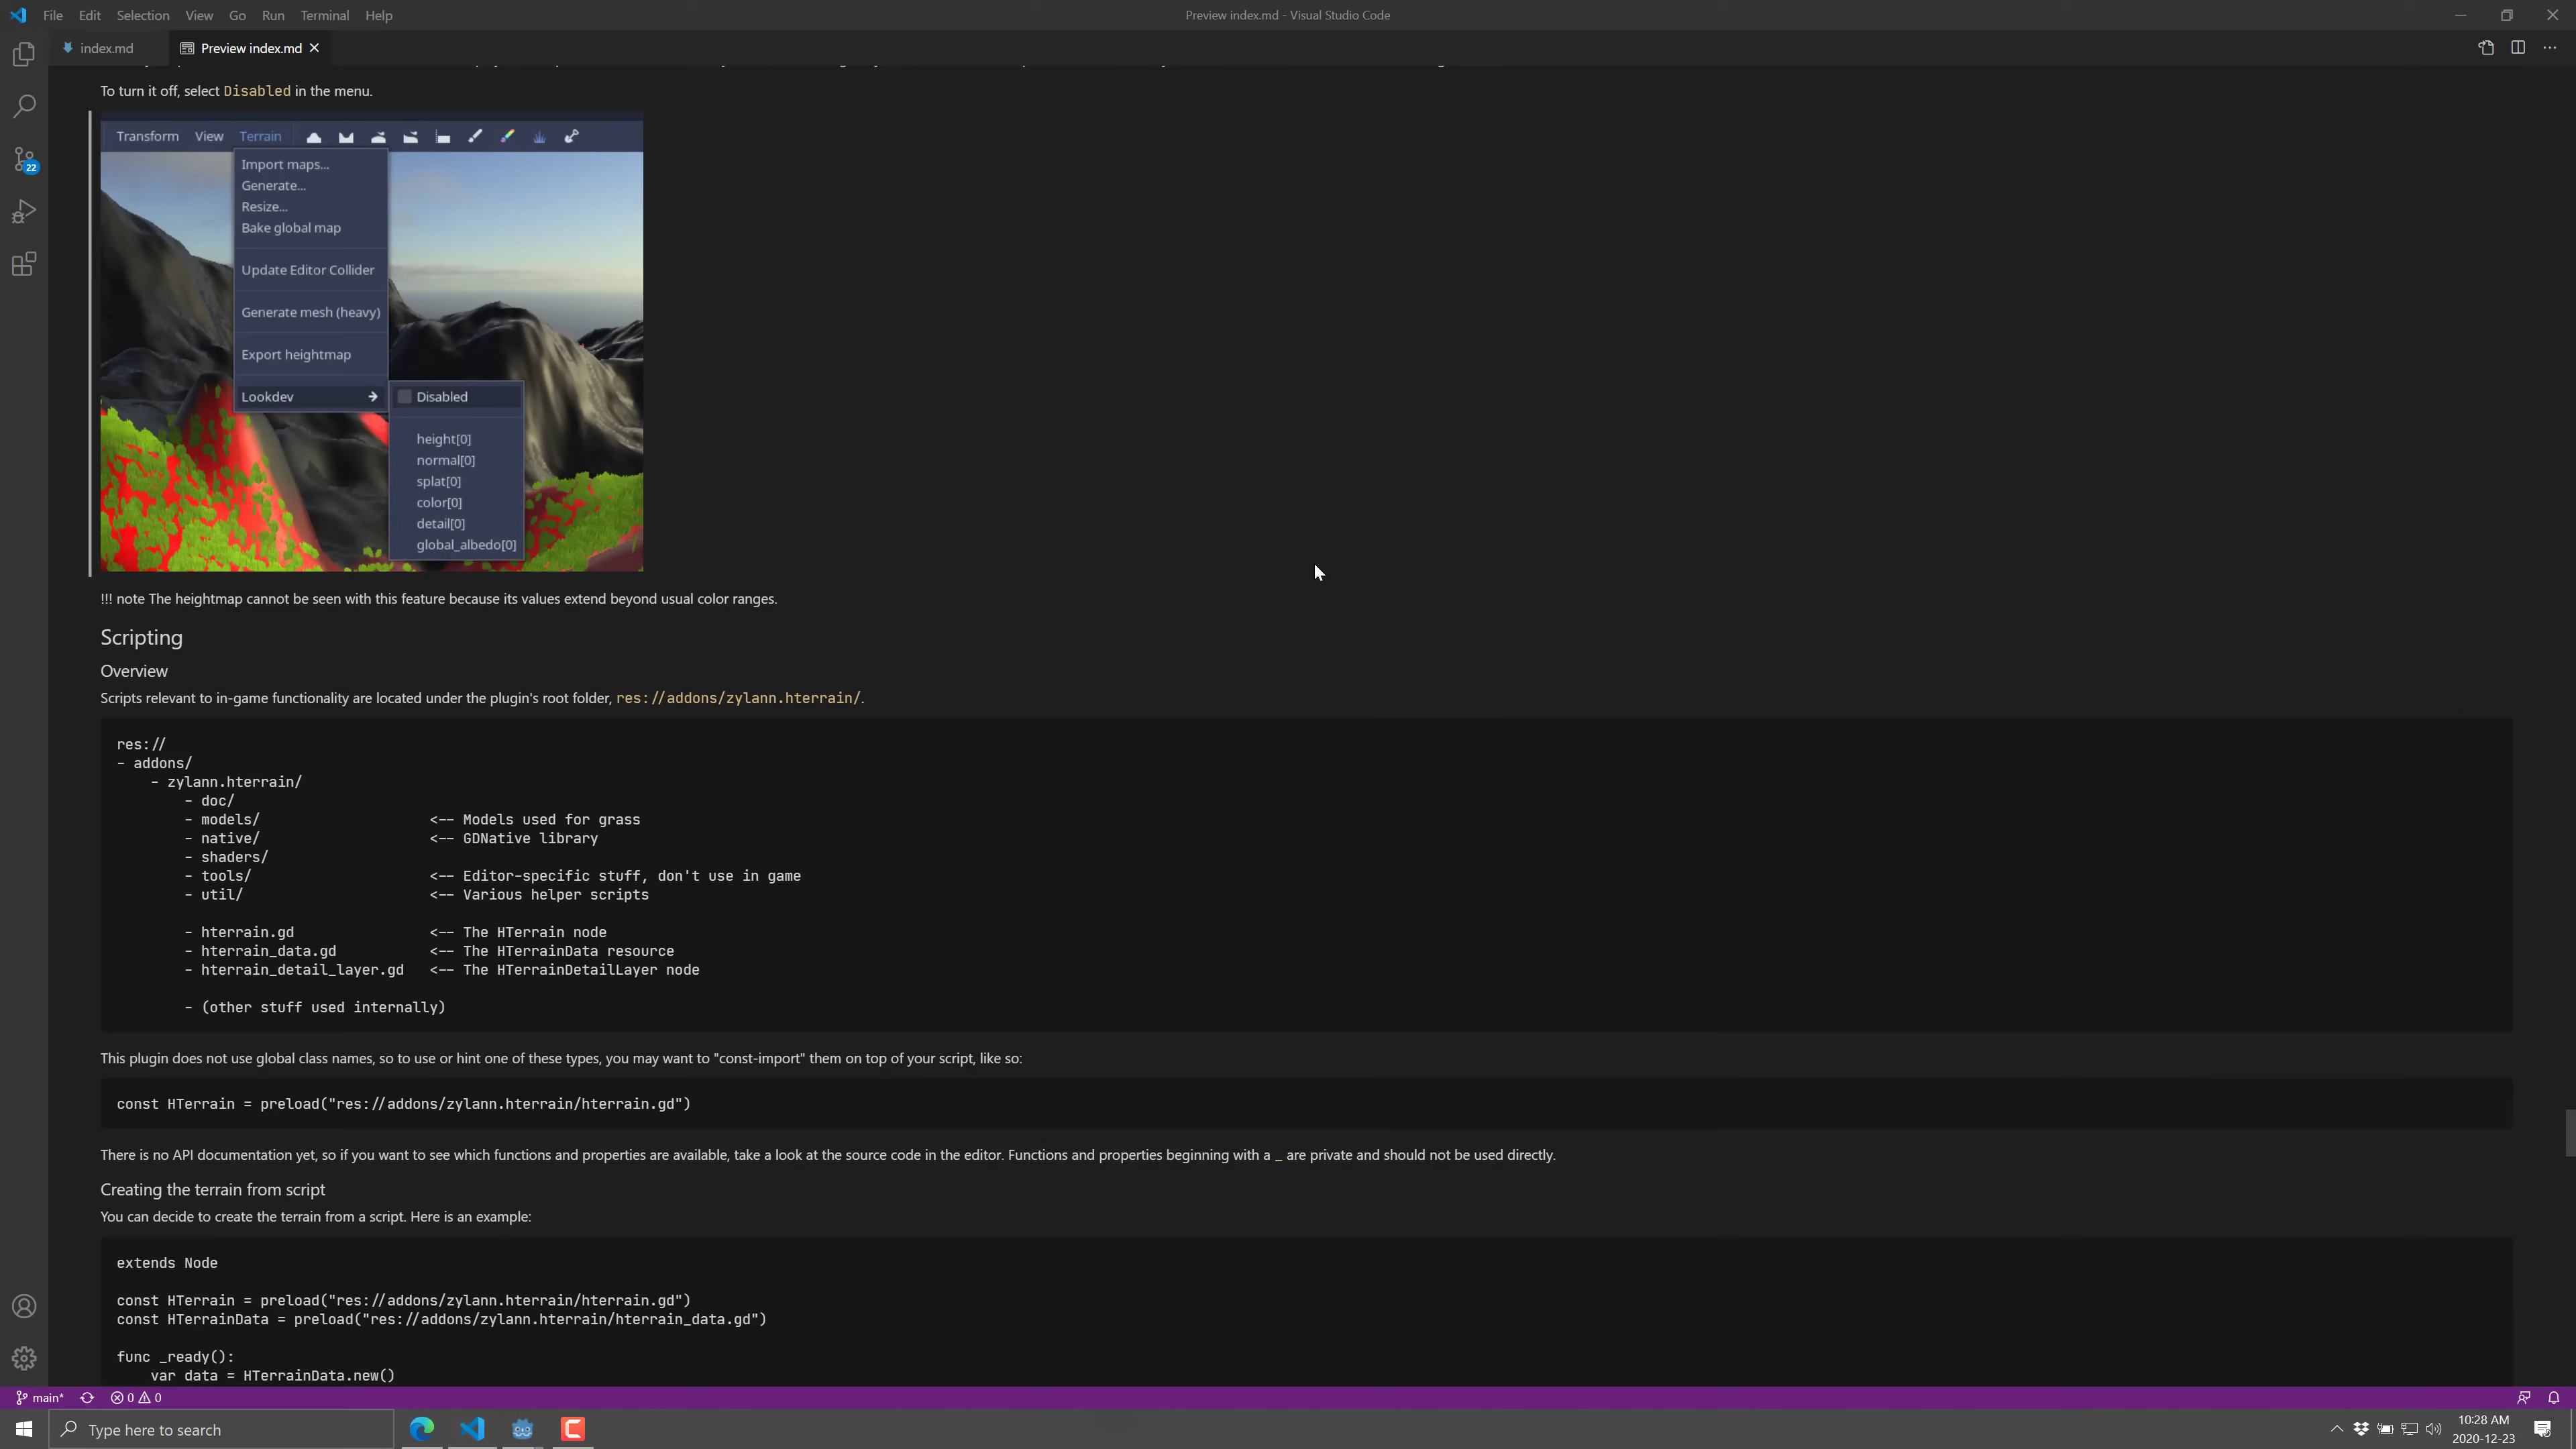 File Edit Selection View Go Run Terminal Help
Preview index.md - Visual Studio Code
index.md
Preview index.md
To turn it off, select Disabled in the menu.
Transform View Terrain
Import maps...
Generate...
Resize...
Bake global map
Update Editor Collider
Generate mesh (heavy)
Export heightmap
Lookdev
Disabled
height[0]
normal[0]
splat[0]
color[0]
detail[0]
global_albedo[0]
22
!!! note The heightmap cannot be seen with this feature because its values extend beyond usual color ranges.
Scripting
Overview
Scripts relevant to in-game functionality are located under the plugin's root folder, res://addons/zylann.hterrain/.
res://
- addons/
- zylann.hterrain/
- doc/
- models/ <-- Models used for grass
- native/ <-- GDNative library
- shaders/
- tools/ <-- Editor-specific stuff, don't use in game
- util/ <-- Various helper scripts
- hterrain.gd <-- The HTerrain node
- hterrain_data.gd <-- The HTerrainData resource
- hterrain_detail_layer.gd <-- The HTerrainDetailLayer node
- (other stuff used internally)
This plugin does not use global class names, so to use or hint one of these types, you may want to "const-import" them on top of your script, like so:
const HTerrain = preload("res://addons/zylann.hterrain/hterrain.gd")
There is no API documentation yet, so if you want to see which functions and properties are available, take a look at the source code in the editor. Functions and properties beginning with a _ are private and should not be used directly.
Creating the terrain from script
You can decide to create the terrain from a script. Here is an example:
extends Node
const HTerrain = preload("res://addons/zylann.hterrain/hterrain.gd")
const HTerrainData = preload("res://addons/zylann.hterrain/hterrain_data.gd")
func _ready():
var data = HTerrainData.new()
main* 0 0
Type here to search
10:28 AM
2020-12-23